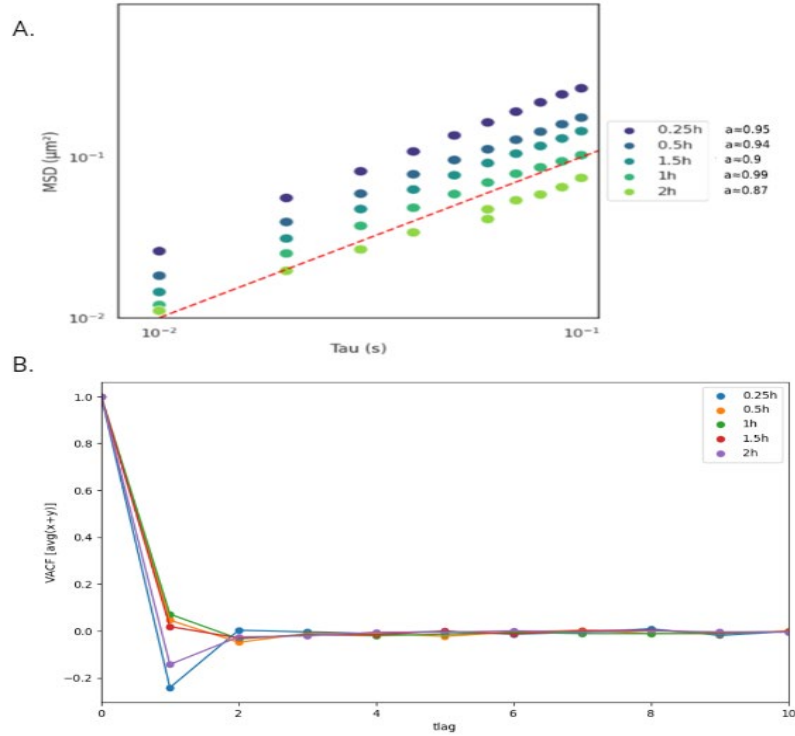 A.
MSD (μm²)
10⁻¹
10⁻²
10⁻²
10⁻¹
Tau (s)
0.25h a≈0.95
0.5h a≈0.94
1.5h a≈0.9
1h a≈0.99
2h a≈0.87
B.
VACF [avg(x+y)]
1.0
0.8
0.6
0.4
0.2
0.0
−0.2
0 2 4 6 8 10
tlag
0.25h
0.5h
1h
1.5h
2h